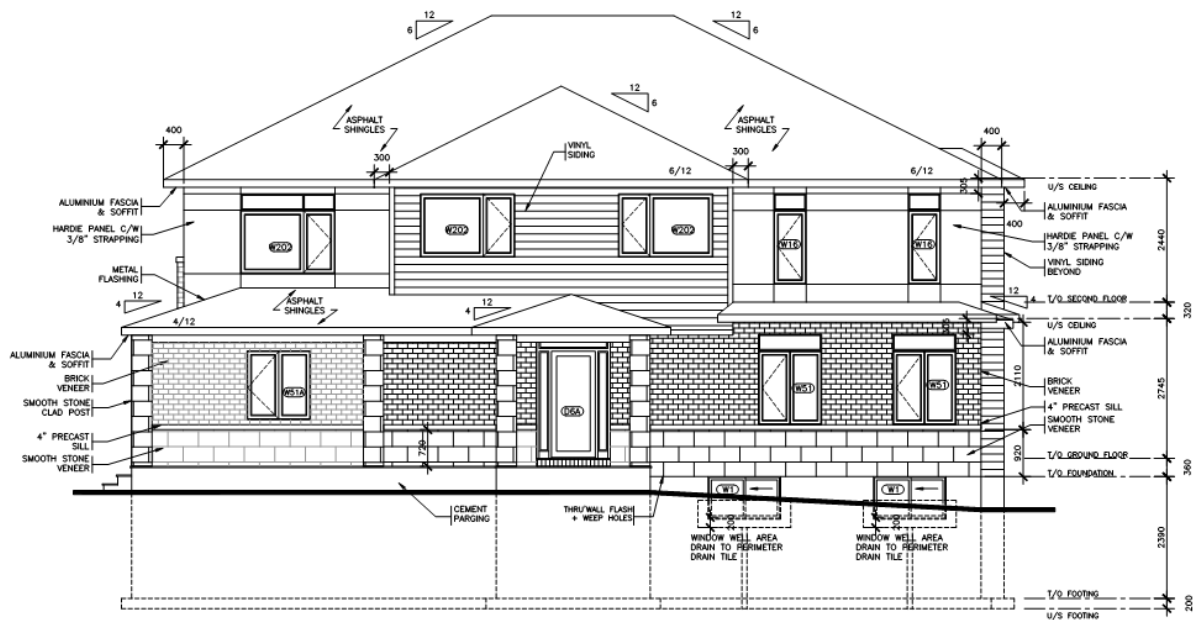 12
6
12
6
12
6
ASPHALT
SHINGLES
ASPHALT
SHINGLES
400
300
VINYL
SIDING
300
400
6/12
6/12
305
U/S CEILING
ALUMINIUM FASCIA
& SOFFIT
HARDIE PANEL C/W
3/8" STRAPPING
W202
W202
W202
W16
W16
ALUMINIUM FASCIA
& SOFFIT
400
HARDIE PANEL C/W
3/8" STRAPPING
VINYL SIDING
BEYOND
2440
METAL
FLASHING
12
4
ASPHALT
SHINGLES
12
4
12
4
T/O SECOND FLOOR
320
4/12
U/S CEILING
305
ALUMINIUM FASCIA
& SOFFIT
ALUMINIUM FASCIA
& SOFFIT
BRICK
VENEER
SMOOTH STONE
CLAD POST
4" PRECAST
SILL
SMOOTH STONE
VENEER
W51A
D6A
W51
W51
2110
BRICK
VENEER
4" PRECAST SILL
SMOOTH STONE
VENEER
2745
720
920
T/O GROUND FLOOR
360
T/O FOUNDATION
W1
W1
CEMENT
PARGING
THRU'WALL FLASH
+ WEEP HOLES
200
200
WINDOW WELL AREA
DRAIN TO PERIMETER
DRAIN TILE
WINDOW WELL AREA
DRAIN TO PERIMETER
DRAIN TILE
2390
T/O FOOTING
200
U/S FOOTING